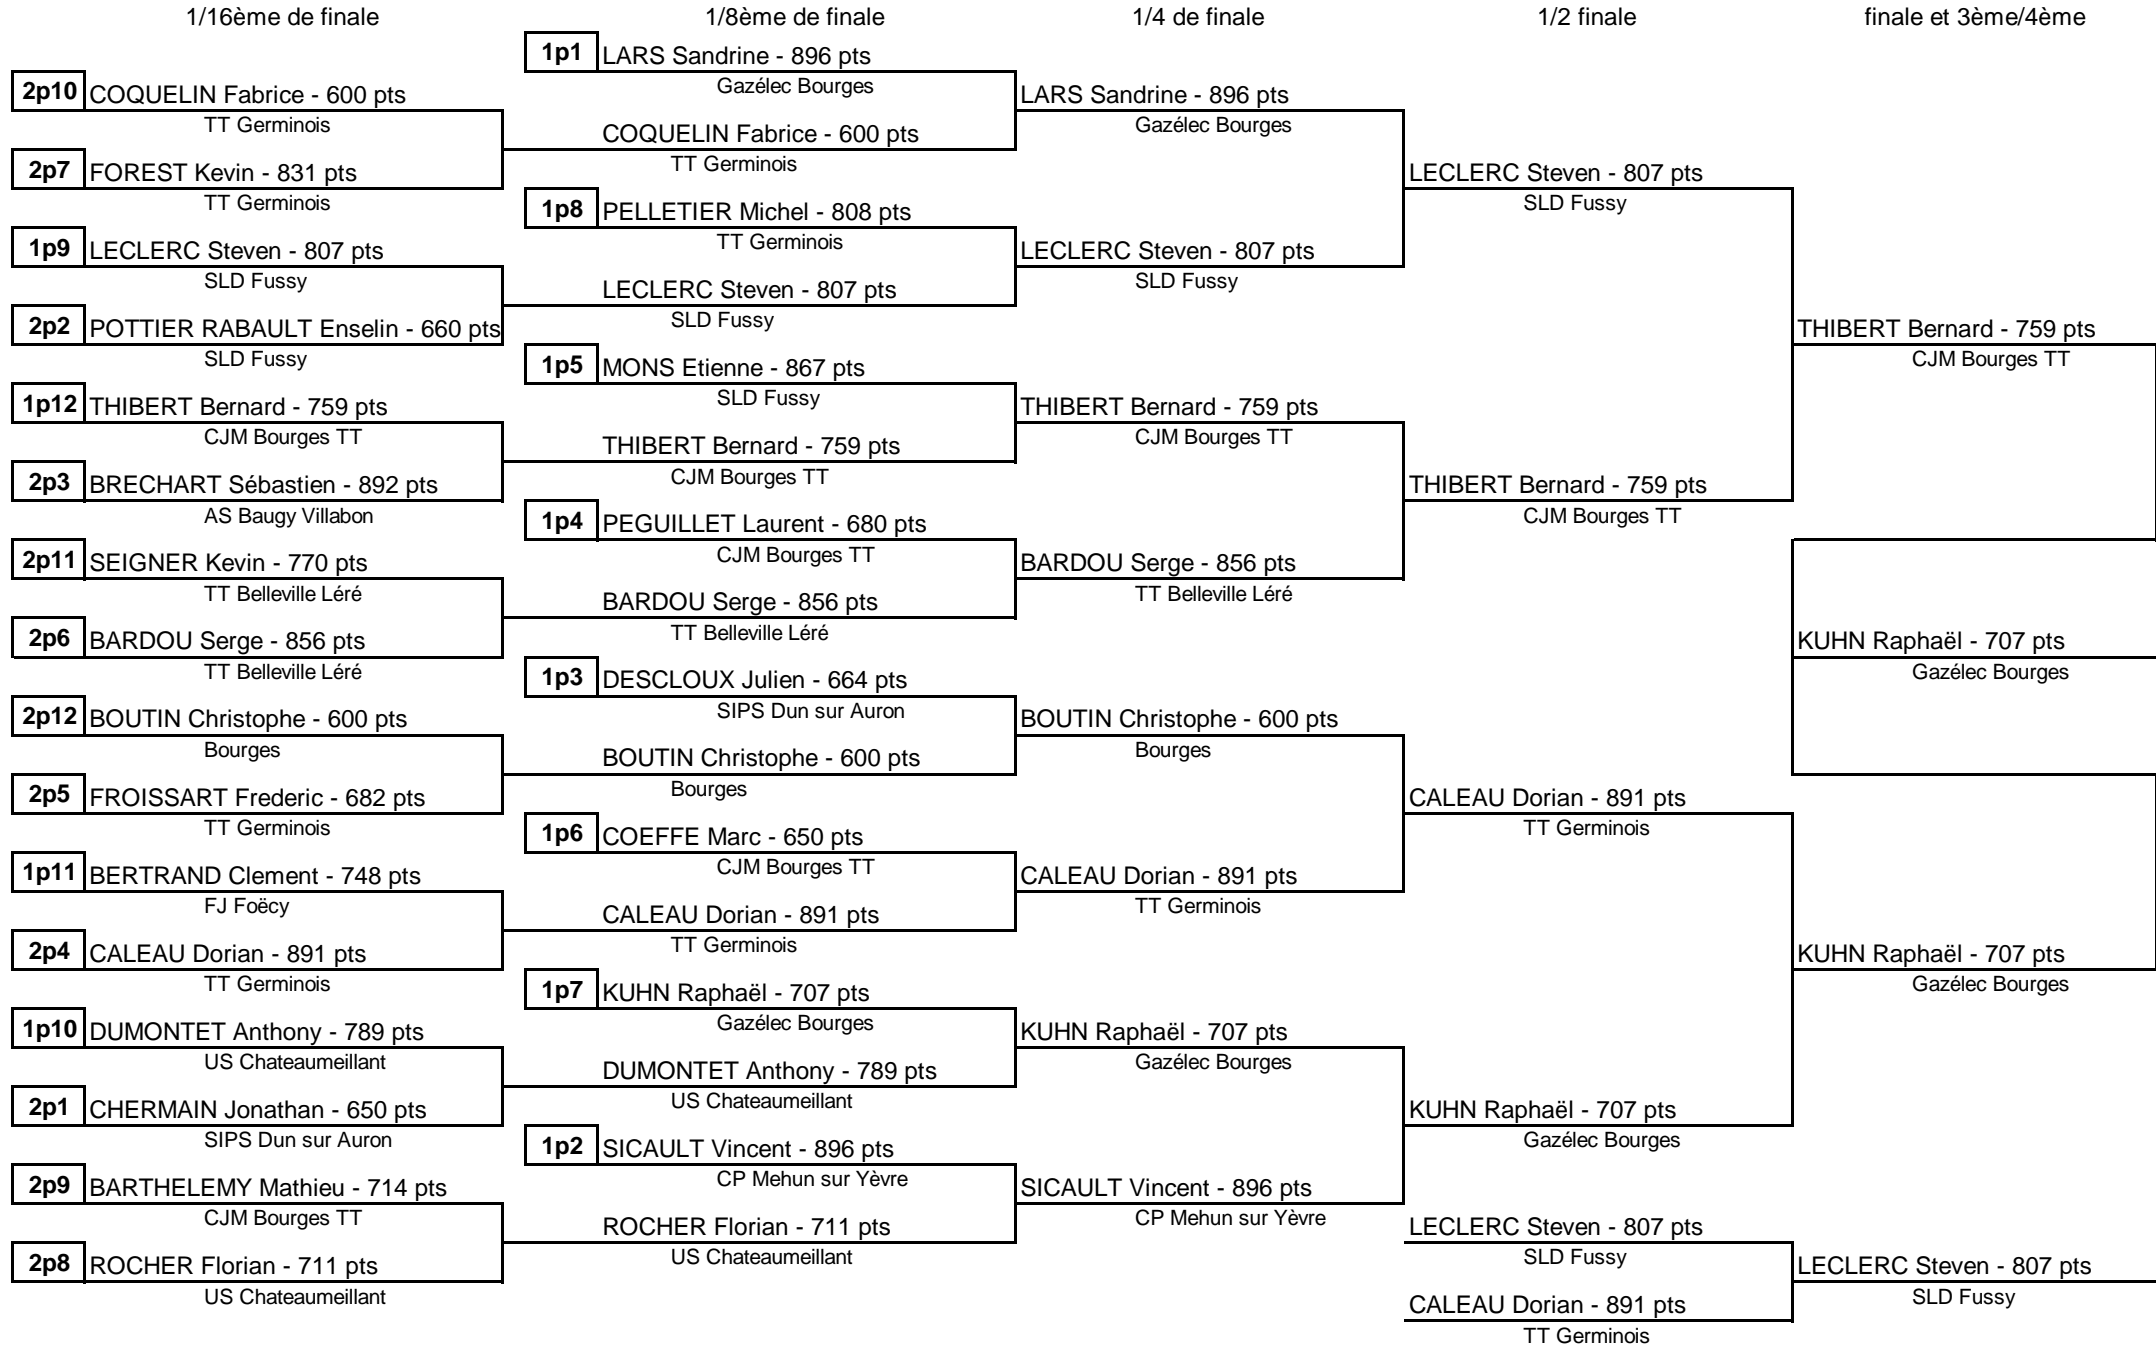 1/16ème de finale
1/8ème de finale
1/4 de finale
1/2 finale
finale et 3ème/4ème
2p10 COQUELIN Fabrice - 600 pts
TT Germinois
2p7 FOREST Kevin - 831 pts
TT Germinois
1p9 LECLERC Steven - 807 pts
SLD Fussy
2p2 POTTIER RABAULT Enselin - 660 pts
SLD Fussy
1p12 THIBERT Bernard - 759 pts
CJM Bourges TT
2p3 BRECHART Sébastien - 892 pts
AS Baugy Villabon
2p11 SEIGNER Kevin - 770 pts
TT Belleville Léré
2p6 BARDOU Serge - 856 pts
TT Belleville Léré
2p12 BOUTIN Christophe - 600 pts
Bourges
2p5 FROISSART Frederic - 682 pts
TT Germinois
1p11 BERTRAND Clement - 748 pts
FJ Foëcy
2p4 CALEAU Dorian - 891 pts
TT Germinois
1p10 DUMONTET Anthony - 789 pts
US Chateaumeillant
2p1 CHERMAIN Jonathan - 650 pts
SIPS Dun sur Auron
2p9 BARTHELEMY Mathieu - 714 pts
CJM Bourges TT
2p8 ROCHER Florian - 711 pts
US Chateaumeillant
1p1 LARS Sandrine - 896 pts
Gazélec Bourges
COQUELIN Fabrice - 600 pts
TT Germinois
1p8 PELLETIER Michel - 808 pts
TT Germinois
LECLERC Steven - 807 pts
SLD Fussy
1p5 MONS Etienne - 867 pts
SLD Fussy
THIBERT Bernard - 759 pts
CJM Bourges TT
1p4 PEGUILLET Laurent - 680 pts
CJM Bourges TT
BARDOU Serge - 856 pts
TT Belleville Léré
1p3 DESCLOUX Julien - 664 pts
SIPS Dun sur Auron
BOUTIN Christophe - 600 pts
Bourges
1p6 COEFFE Marc - 650 pts
CJM Bourges TT
CALEAU Dorian - 891 pts
TT Germinois
1p7 KUHN Raphaël - 707 pts
Gazélec Bourges
DUMONTET Anthony - 789 pts
US Chateaumeillant
1p2 SICAULT Vincent - 896 pts
CP Mehun sur Yèvre
ROCHER Florian - 711 pts
US Chateaumeillant
LARS Sandrine - 896 pts
Gazélec Bourges
LECLERC Steven - 807 pts
SLD Fussy
THIBERT Bernard - 759 pts
CJM Bourges TT
BARDOU Serge - 856 pts
TT Belleville Léré
BOUTIN Christophe - 600 pts
Bourges
CALEAU Dorian - 891 pts
TT Germinois
KUHN Raphaël - 707 pts
Gazélec Bourges
SICAULT Vincent - 896 pts
CP Mehun sur Yèvre
LECLERC Steven - 807 pts
SLD Fussy
THIBERT Bernard - 759 pts
CJM Bourges TT
CALEAU Dorian - 891 pts
TT Germinois
KUHN Raphaël - 707 pts
Gazélec Bourges
LECLERC Steven - 807 pts
SLD Fussy
CALEAU Dorian - 891 pts
TT Germinois
THIBERT Bernard - 759 pts
CJM Bourges TT
KUHN Raphaël - 707 pts
Gazélec Bourges
KUHN Raphaël - 707 pts
Gazélec Bourges
LECLERC Steven - 807 pts
SLD Fussy